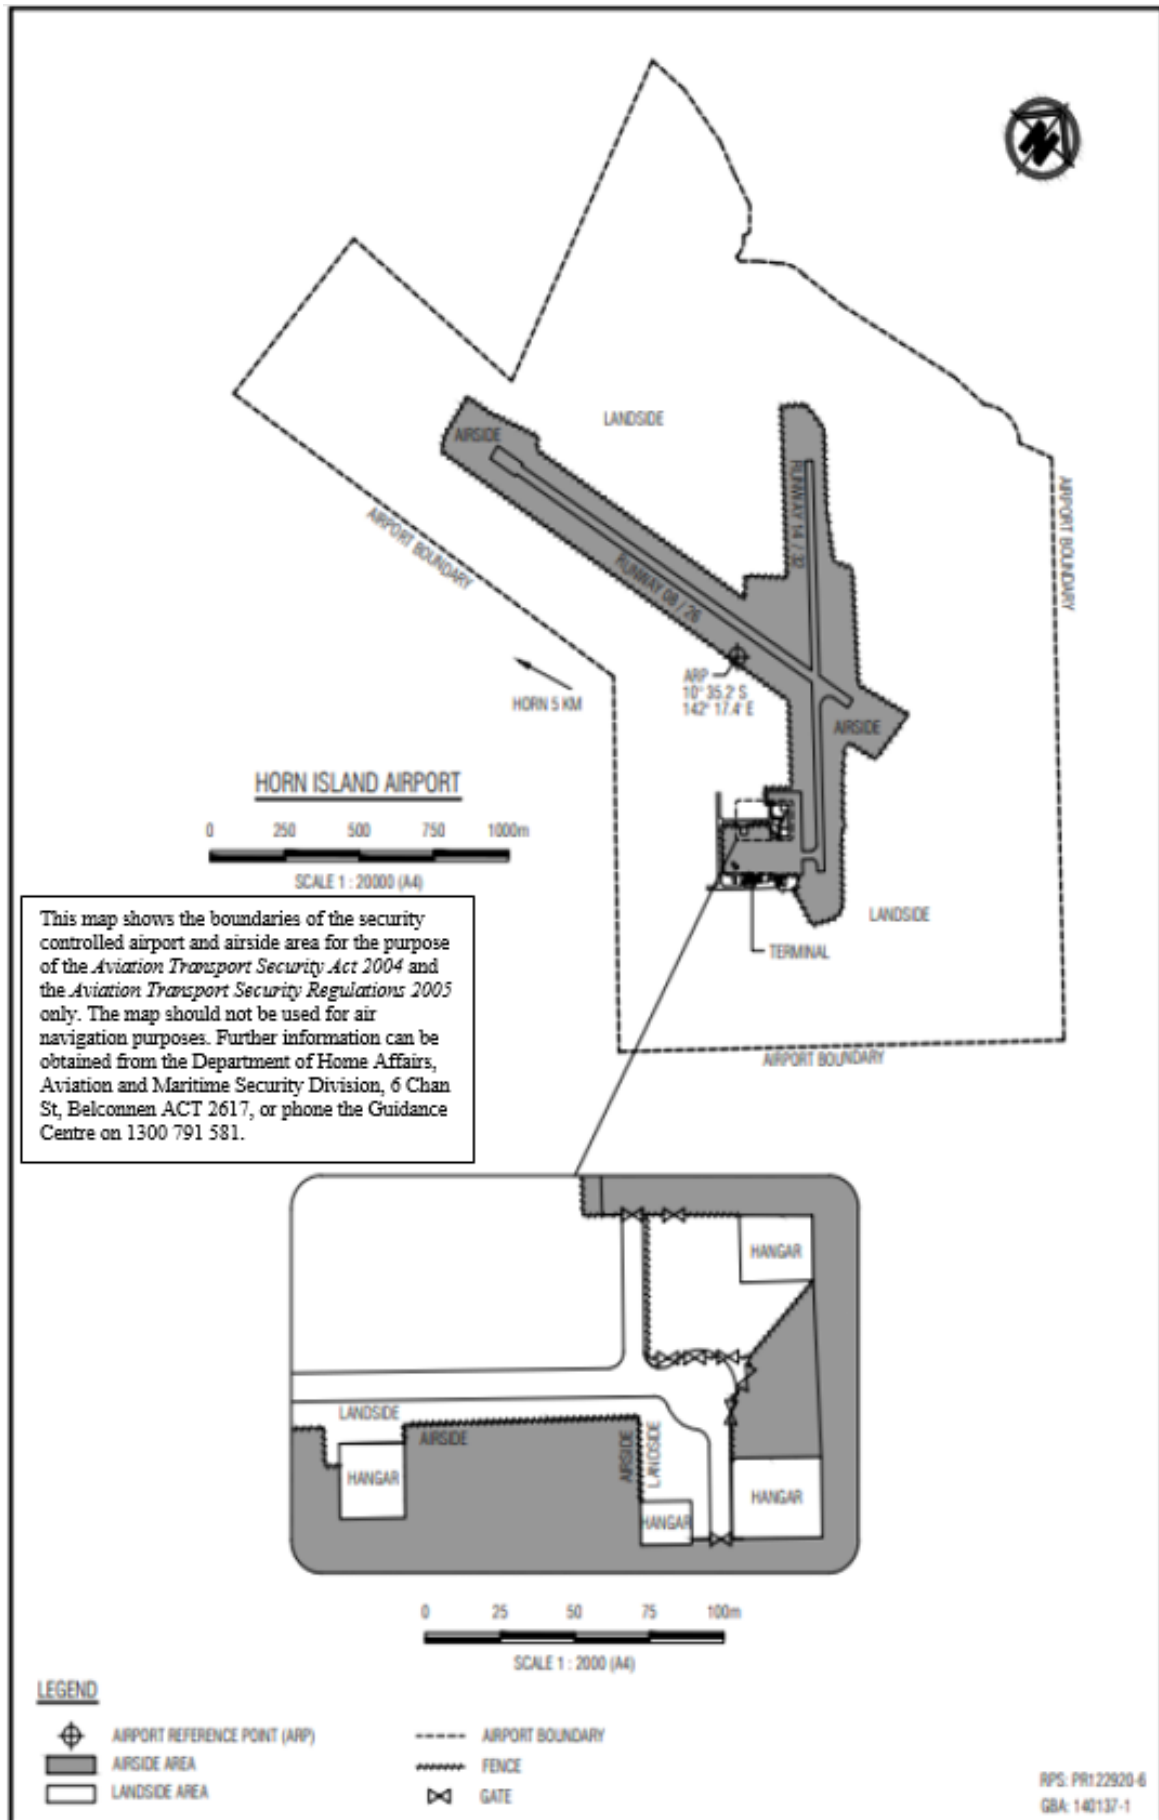 N
LANDSIDE
AIRSIDE
RUNWAY 14 / 32
AIRPORT BOUNDARY
AIRPORT BOUNDARY
RUNWAY 08 / 26
ARP
10° 35.2' S
142° 17.4' E
HORN 5 KM
AIRSIDE
HORN ISLAND AIRPORT
0 250 500 750 1000m
SCALE 1 : 20000 (A4)
LANDSIDE
TERMINAL
This map shows the boundaries of the security
controlled airport and airside area for the purpose
of the Aviation Transport Security Act 2004 and
the Aviation Transport Security Regulations 2005
only. The map should not be used for air
navigation purposes. Further information can be
obtained from the Department of Home Affairs,
Aviation and Maritime Security Division, 6 Chan
St, Belconnen ACT 2617, or phone the Guidance
Centre on 1300 791 581.
AIRPORT BOUNDARY
HANGAR
LANDSIDE
AIRSIDE
AIRSIDE
LANDSIDE
HANGAR
HANGAR
HANGAR
0 25 50 75 100m
SCALE 1 : 2000 (A4)
LEGEND
AIRPORT REFERENCE POINT (ARP)
AIRSIDE AREA
LANDSIDE AREA
AIRPORT BOUNDARY
FENCE
GATE
RPS: PR122920-6
GBA: 140137-1